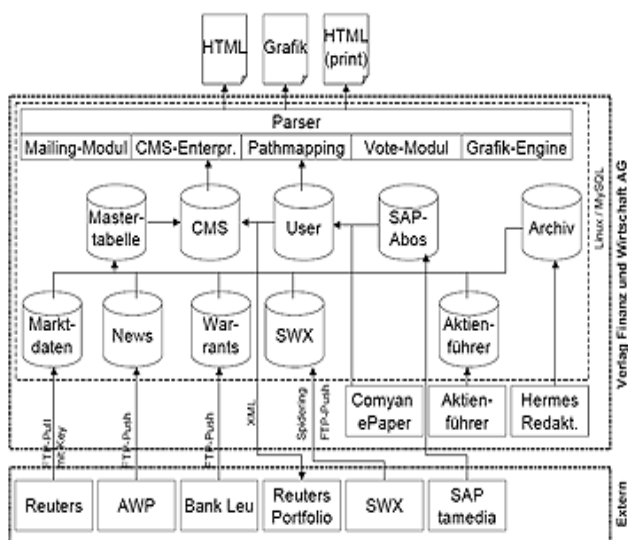 HTML
Grafik
HTML
(print)
Parser
Mailing-Modul
CMS-Enterpr.
Pathmapping
Vote-Modul
Grafik-Engine
Master-
tabelle
CMS
User
SAP-
Abos
Archiv
Linux / MySQL
Markt-
daten
News
War-
rants
SWX
Aktien-
führer
Verlag Finanz und Wirtschaft AG
Comyan
ePaper
Aktien-
führer
Hermes
Redakt.
FTP-Pull
mit Key
FTP-Push
FTP-Push
XML
Spidering
FTP-Push
Reuters
AWP
Bank Leu
Reuters
Portfolio
SWX
SAP
tamedia
Extern